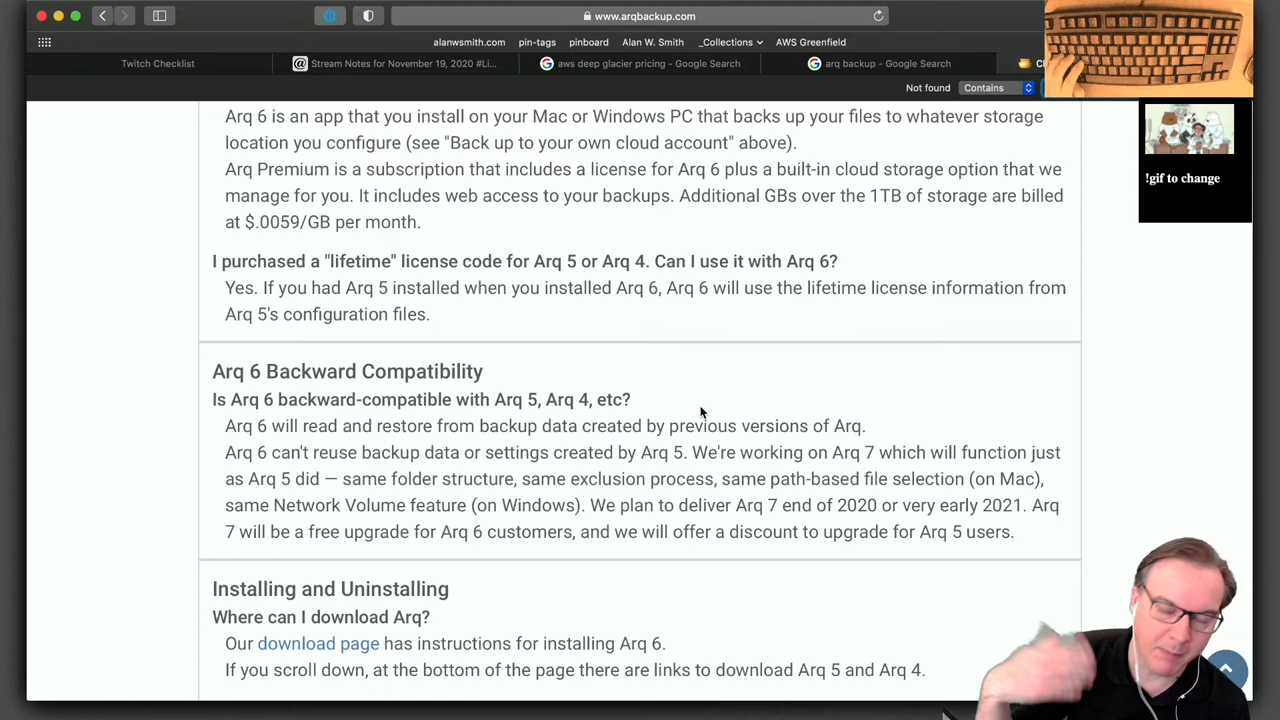 www.arqbackup.com
alanwsmith.com pin-tags pinboard Alan W. Smith _Collections AWS Greenfield
Twitch Checklist @ Stream Notes for November 19, 2020 #Li... aws deep glacier pricing - Google Search arq backup - Google Search
Not found Contains
Arq 6 is an app that you install on your Mac or Windows PC that backs up your files to whatever storage
location you configure (see "Back up to your own cloud account" above).
Arq Premium is a subscription that includes a license for Arq 6 plus a built-in cloud storage option that we
!gif to change
manage for you. It includes web access to your backups. Additional GBs over the 1TB of storage are billed
at $.0059/GB per month.
I purchased a "lifetime" license code for Arq 5 or Arq 4. Can I use it with Arq 6?
Yes. If you had Arq 5 installed when you installed Arq 6, Arq 6 will use the lifetime license information from
Arq 5's configuration files.
Arq 6 Backward Compatibility
Is Arq 6 backward-compatible with Arq 5, Arq 4, etc?
Arq 6 will read and restore from backup data created by previous versions of Arq.
Arq 6 can't reuse backup data or settings created by Arq 5. We're working on Arq 7 which will function just
as Arq 5 did — same folder structure, same exclusion process, same path-based file selection (on Mac),
same Network Volume feature (on Windows). We plan to deliver Arq 7 end of 2020 or very early 2021. Arq
7 will be a free upgrade for Arq 6 customers, and we will offer a discount to upgrade for Arq 5 users.
Installing and Uninstalling
Where can I download Arq?
Our download page has instructions for installing Arq 6.
If you scroll down, at the bottom of the page there are links to download Arq 5 and Arq 4.